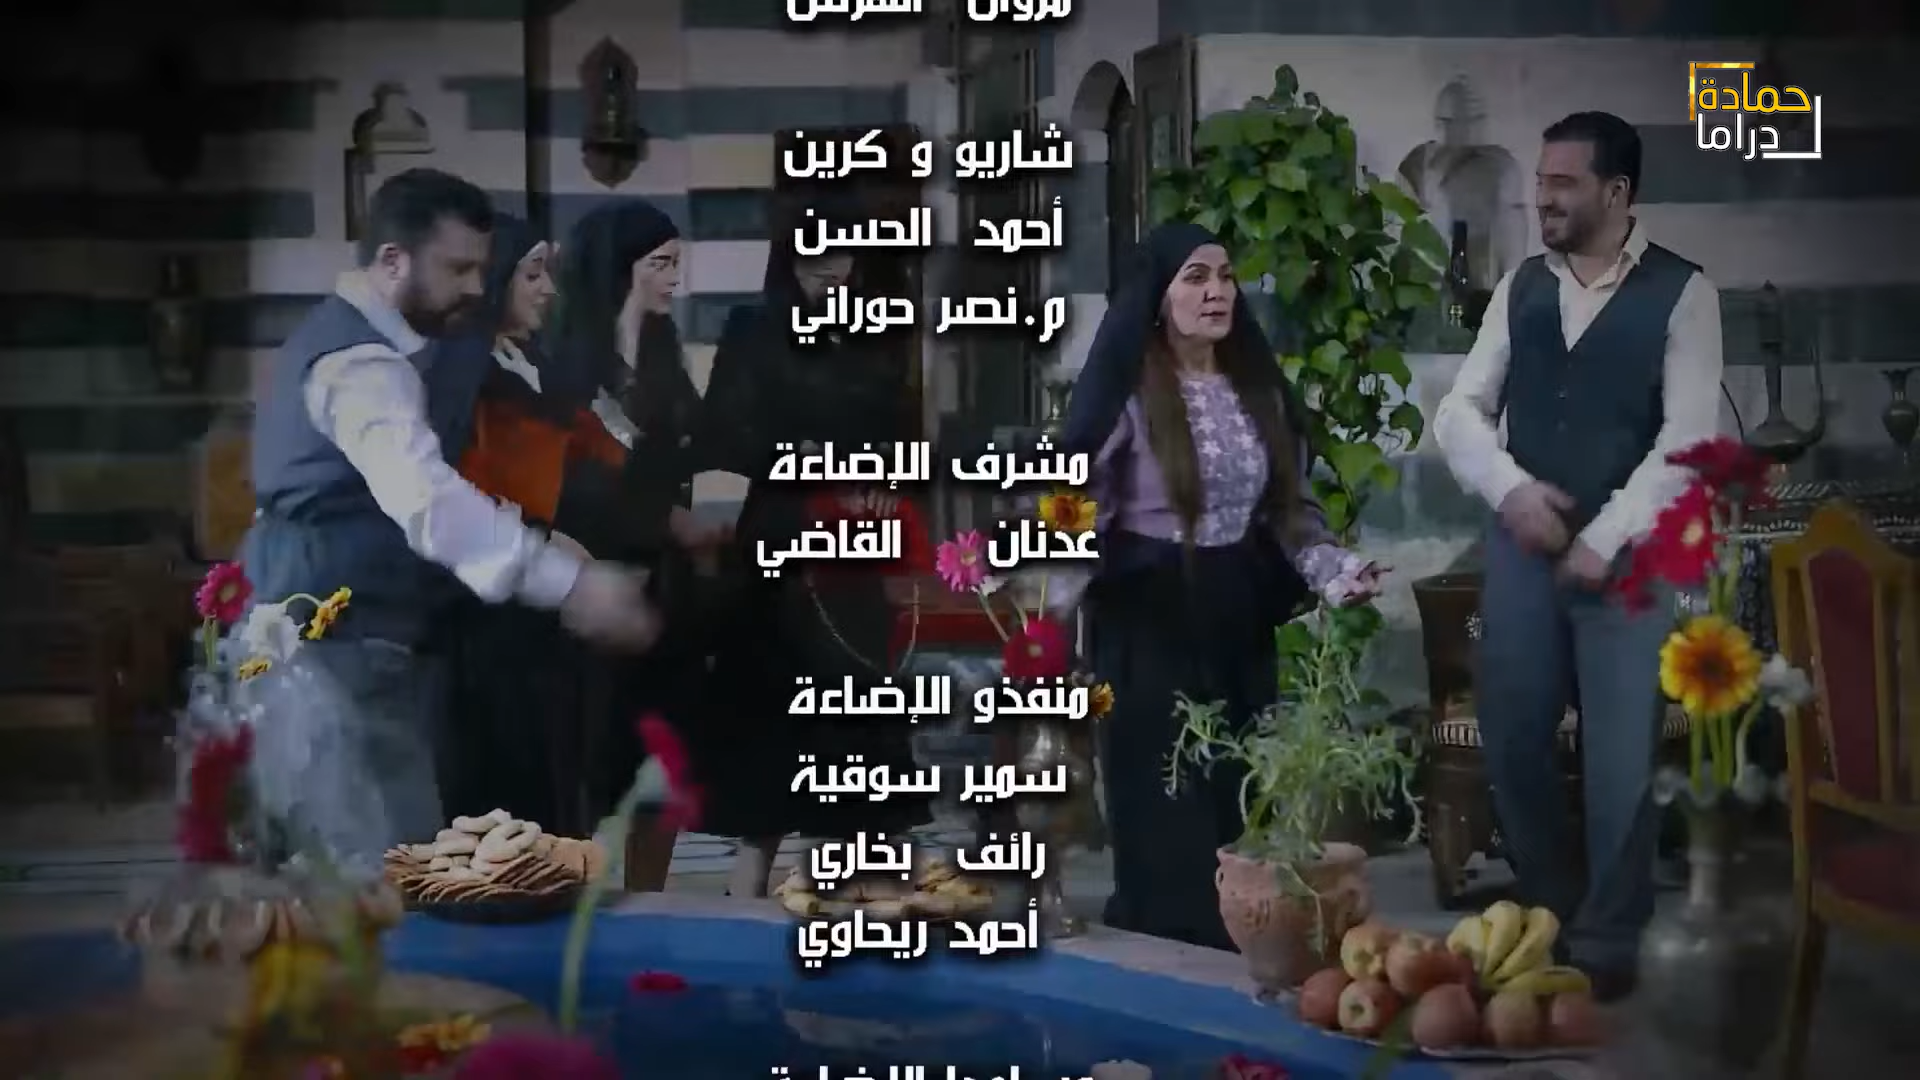 حمادة
دراما
شاريو و كرين
أحمد الحسن
م.نصر حوراني
مشرف الإضاءة
عدنان القاضي
منفذو الإضاءة
سمير سوقية
رائف بخاري
أحمد ريحاوي